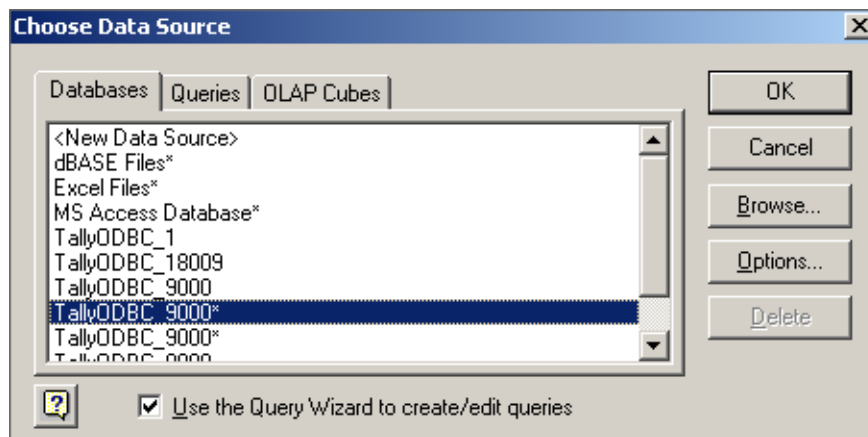 Choose Data Source
Databases Queries OLAP Cubes
<New Data Source>
dBASE Files*
Excel Files*
MS Access Database*
TallyODBC_1
TallyODBC_18009
TallyODBC_9000
TallyODBC_9000*
TallyODBC_9000*
OK
Cancel
Browse...
Options...
Delete
Use the Query Wizard to create/edit queries